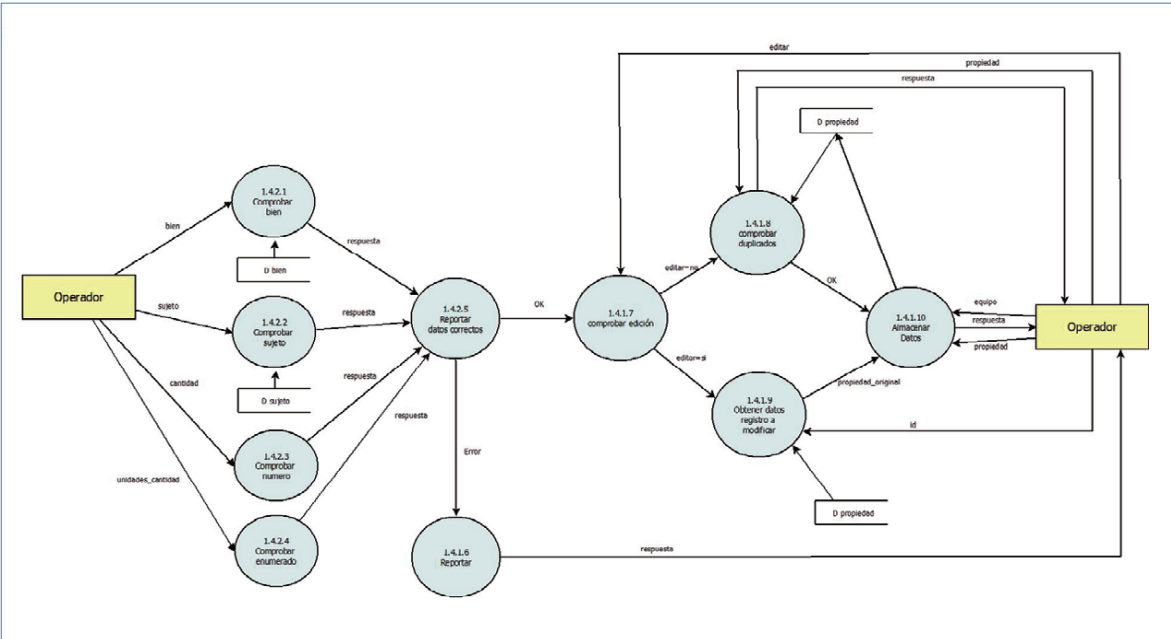 editar
propiedad
respuesta
D propiedad
1.4.2.1
Comprobar
bien
bien
respuesta
D bien
1.4.1.8
comprobar
duplicados
editar=no
Operador
sujeto
1.4.2.2
Comprobar
sujeto
respuesta
1.4.2.5
Reportar
datos correctos
OK
1.4.1.7
comprobar edición
OK
1.4.1.10
Almacenar
Datos
equipo
respuesta
propiedad
Operador
D sujeto
cantidad
respuesta
respuesta
editar=si
propiedad_original
1.4.1.9
Obtener datos
registro a
modificar
id
1.4.2.3
Comprobar
numero
unidades_cantidad
Error
D propiedad
1.4.2.4
Comprobar
enumerado
1.4.1.6
Reportar
respuesta